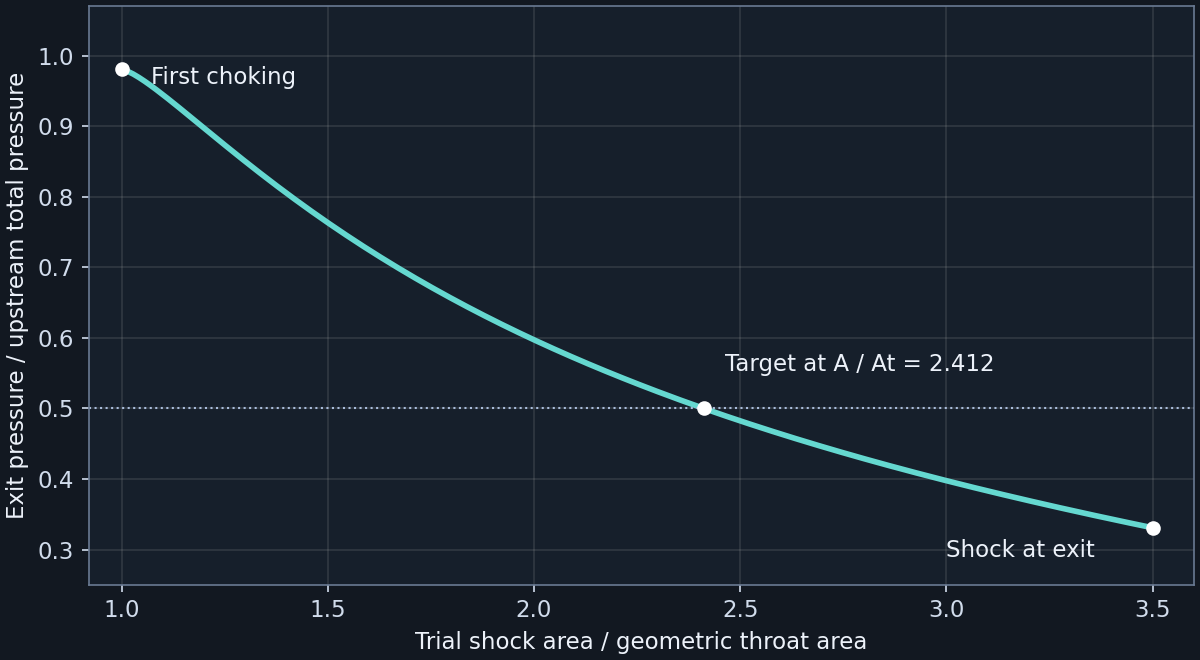 Exit pressure / upstream total pressure
1.0
0.9
0.8
0.7
0.6
0.5
0.4
0.3
First choking
Target at A / At = 2.412
Shock at exit
1.0 1.5 2.0 2.5 3.0 3.5
Trial shock area / geometric throat area